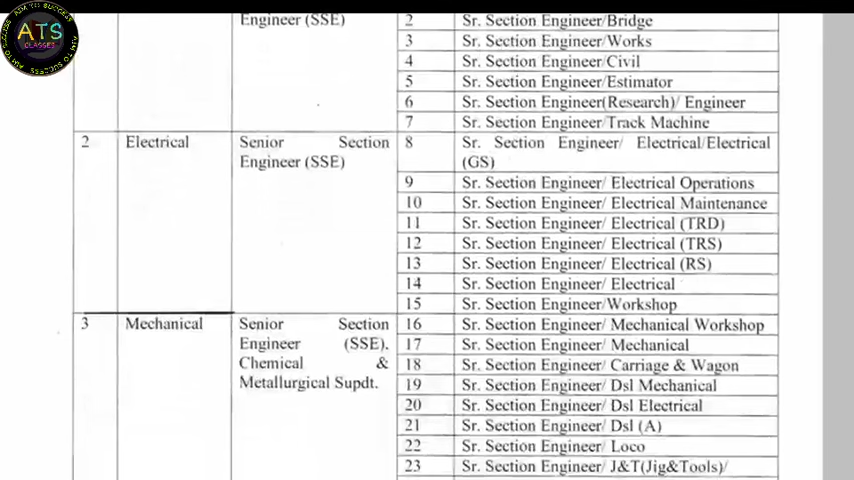 AIM TO SUCCESS
ATS
CLASSES
Engineer (SSE)
2 Sr. Section Engineer/Bridge
3 Sr. Section Engineer/Works
4 Sr. Section Engineer/Civil
5 Sr. Section Engineer/Estimator
6 Sr. Section Engineer(Research)/ Engineer
7 Sr. Section Engineer/Track Machine
2 Electrical Senior Section
Engineer (SSE)
8 Sr. Section Engineer/ Electrical/Electrical
(GS)
9 Sr. Section Engineer/ Electrical Operations
10 Sr. Section Engineer/ Electrical Maintenance
11 Sr. Section Engineer/ Electrical (TRD)
12 Sr. Section Engineer/ Electrical (TRS)
13 Sr. Section Engineer/ Electrical (RS)
14 Sr. Section Engineer/ Electrical
15 Sr. Section Engineer/Workshop
3 Mechanical Senior Section
Engineer (SSE).
Chemical &
Metallurgical Supdt.
16 Sr. Section Engineer/ Mechanical Workshop
17 Sr. Section Engineer/ Mechanical
18 Sr. Section Engineer/ Carriage & Wagon
19 Sr. Section Engineer/ Dsl Mechanical
20 Sr. Section Engineer/ Dsl Electrical
21 Sr. Section Engineer/ Dsl (A)
22 Sr. Section Engineer/ Loco
23 Sr. Section Engineer/ J&T(Jig&Tools)/